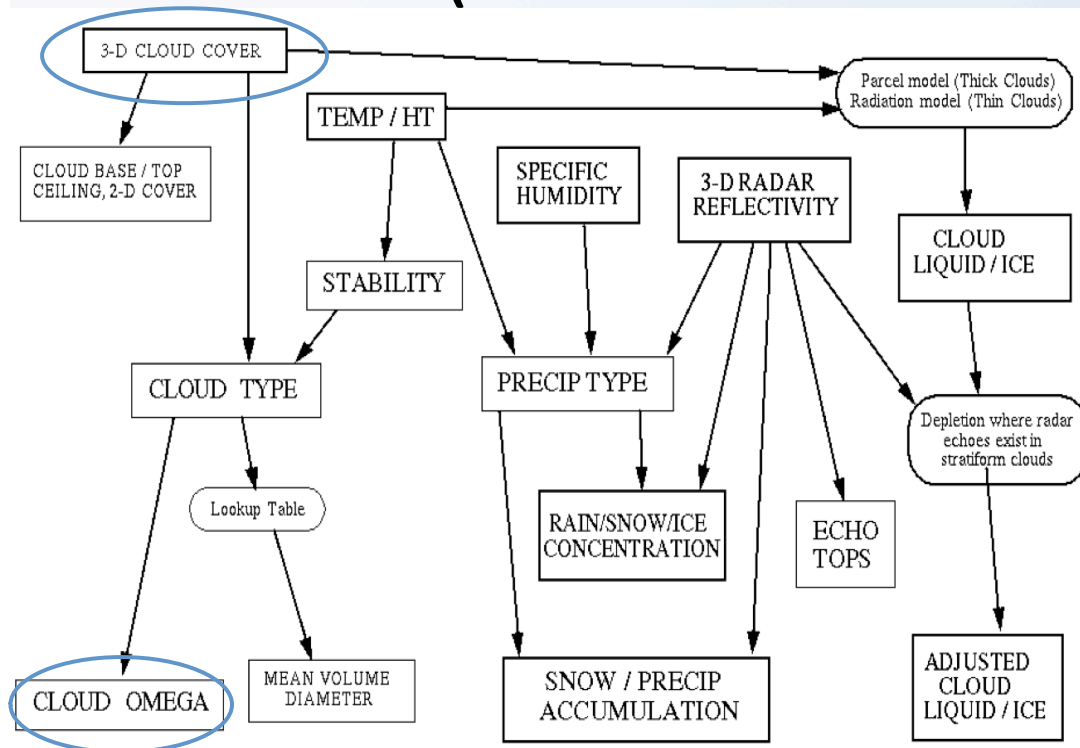 3-D CLOUD COVER
Parcel model (Thick Clouds)
Radiation model (Thin Clouds)
TEMP / HT
CLOUD BASE / TOP
CEILING, 2-D COVER
SPECIFIC
HUMIDITY
3-D RADAR
REFLECTIVITY
CLOUD
LIQUID / ICE
STABILITY
CLOUD TYPE
PRECIP TYPE
Depletion where radar
echoes exist in
stratiform clouds
Lookup Table
RAIN/SNOW/ICE
CONCENTRATION
ECHO
TOPS
CLOUD OMEGA
MEAN VOLUME
DIAMETER
SNOW / PRECIP
ACCUMULATION
ADJUSTED
CLOUD
LIQUID / ICE